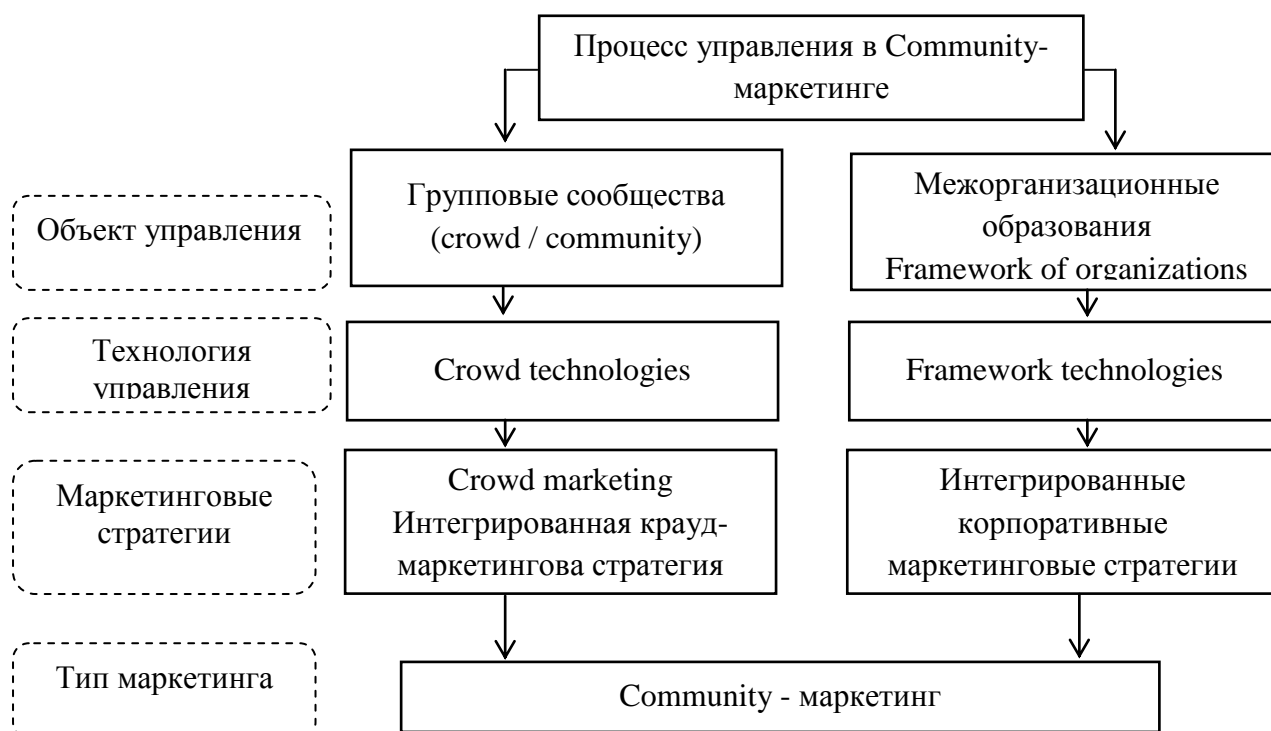 Процесс управления в Community-
маркетинге
Объект управления
Групповые сообщества
(crowd / community)
Межорганизационные
образования
Framework of organizations
Технология
управления
Crowd technologies
Framework technologies
Маркетинговые
стратегии
Crowd marketing
Интегрированная крауд-
маркетингова стратегия
Интегрированные
корпоративные
маркетинговые стратегии
Тип маркетинга
Community - маркетинг